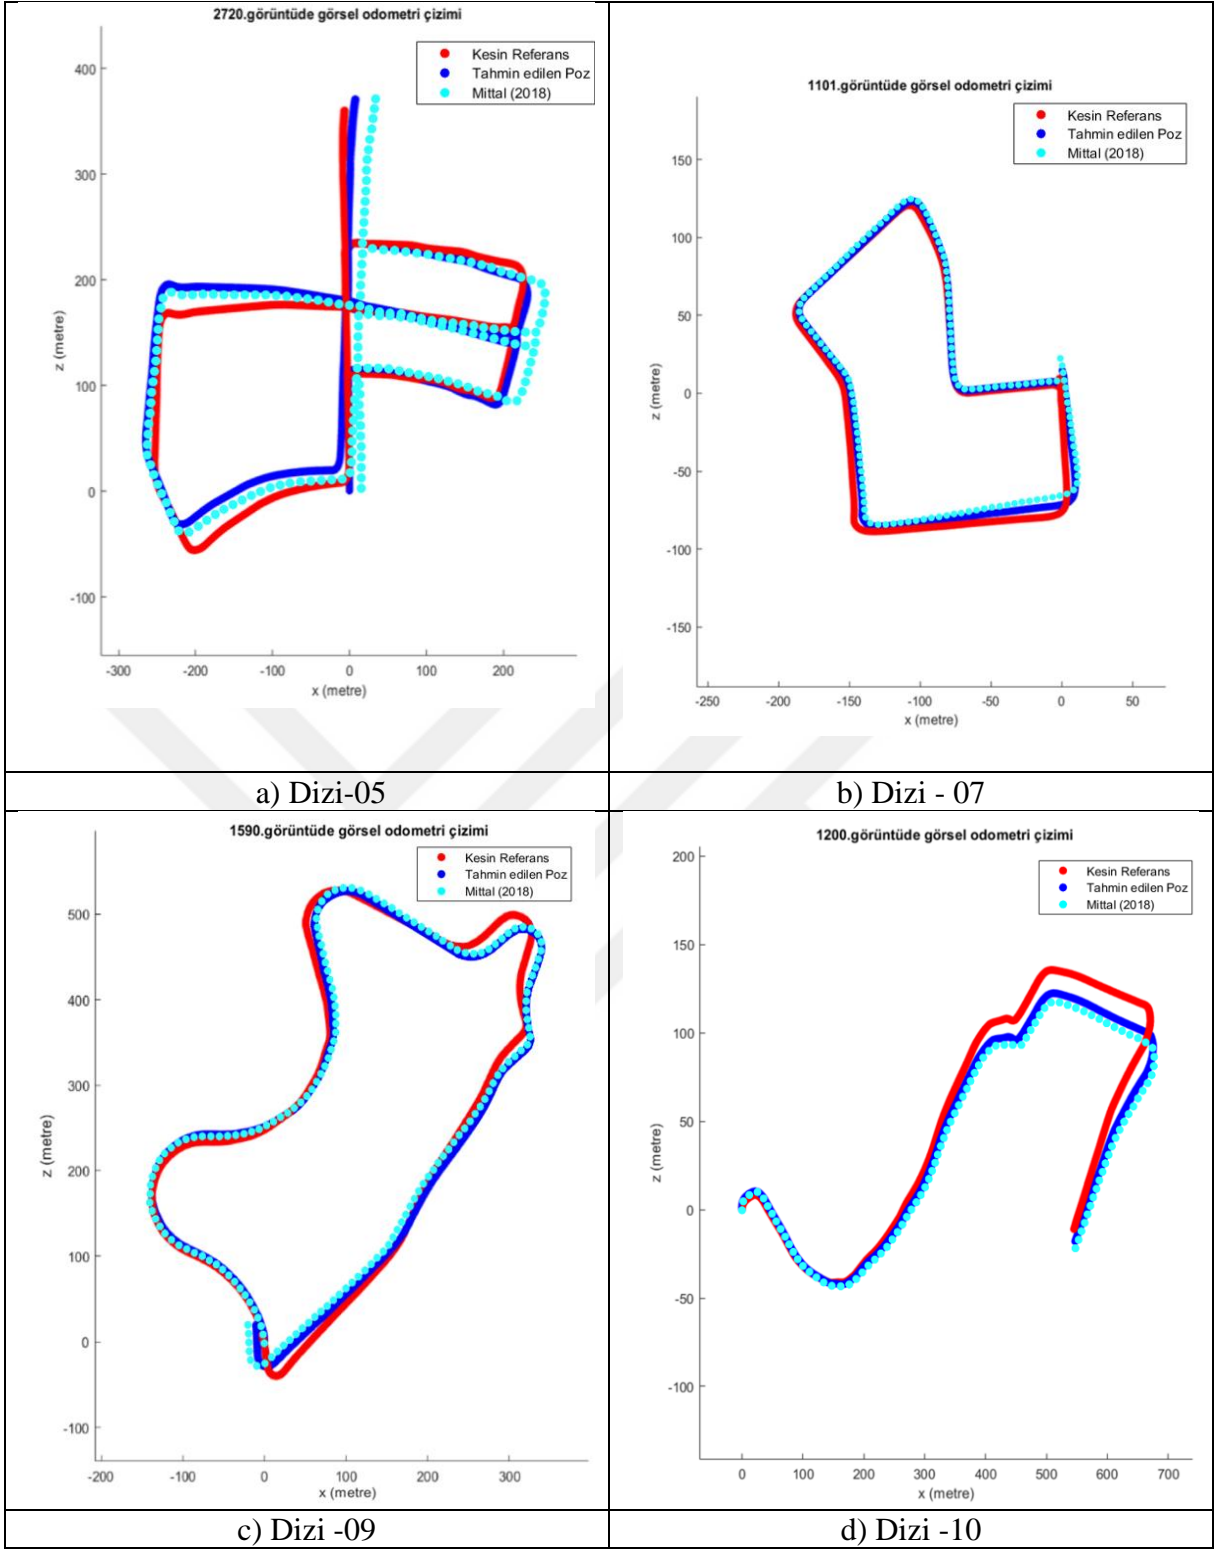 2720.görüntüde görsel odometri çizimi
Kesin Referans
Tahmin edilen Poz
Mittal (2018)
400
300
200
100
0
-100
z (metre)
-300 -200 -100 0 100 200
x (metre)
a) Dizi-05
1101.görüntüde görsel odometri çizimi
Kesin Referans
Tahmin edilen Poz
Mittal (2018)
150
100
50
0
-50
-100
-150
z (metre)
-250 -200 -150 -100 -50 0 50
x (metre)
b) Dizi - 07
1590.görüntüde görsel odometri çizimi
Kesin Referans
Tahmin edilen Poz
Mittal (2018)
500
400
300
200
100
0
-100
z (metre)
-200 -100 0 100 200 300
x (metre)
c) Dizi -09
1200.görüntüde görsel odometri çizimi
Kesin Referans
Tahmin edilen Poz
Mittal (2018)
200
150
100
50
0
-50
-100
z (metre)
0 100 200 300 400 500 600 700
x (metre)
d) Dizi -10